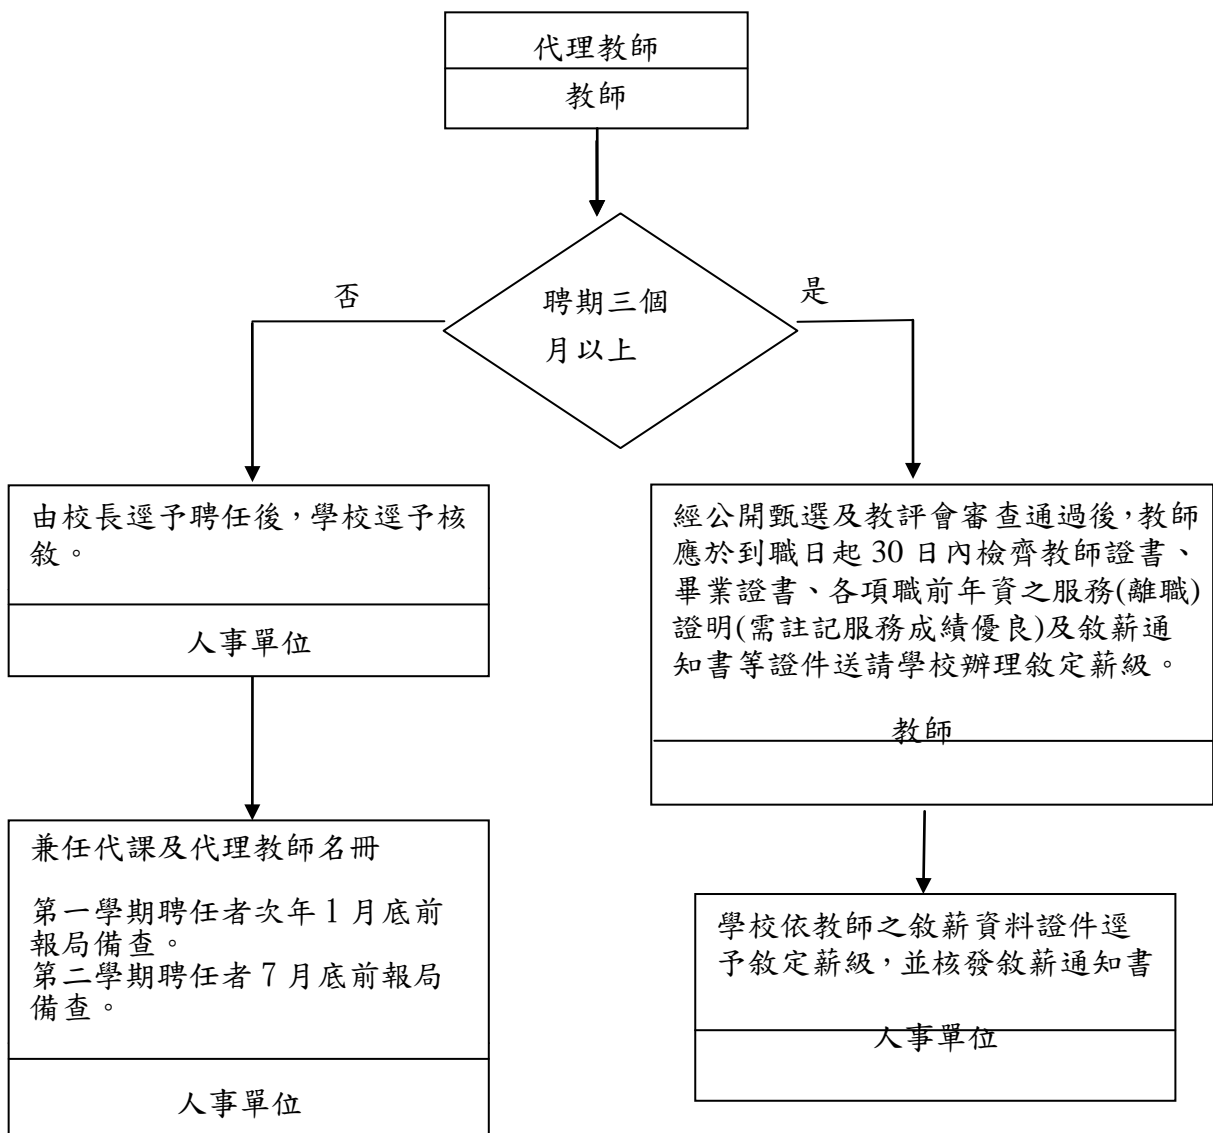 代理教師
教師
聘期三個
月以上
否
是
由校長逕予聘任後，學校逕予核
敘。
人事單位
兼任代課及代理教師名冊
第一學期聘任者次年 1 月底前
報局備查。
第二學期聘任者 7 月底前報局
備查。
人事單位
經公開甄選及教評會審查通過後，教師
應於到職日起 30 日內檢齊教師證書、
畢業證書、各項職前年資之服務(離職)
證明(需註記服務成績優良)及敘薪通
知書等證件送請學校辦理敘定薪級。
教師
學校依教師之敘薪資料證件逕
予敘定薪級，並核發敘薪通知書
人事單位